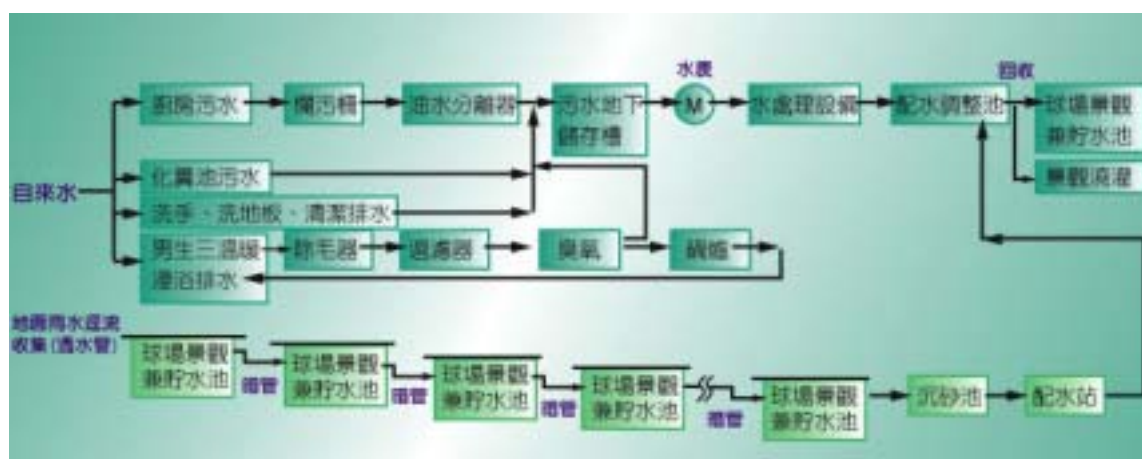 水表
回收
廚房污水
攔污柵
油水分離器
污水地下
儲存槽
M
水處理設備
配水調整池
球場景觀
兼貯水池
景觀澆灌
自來水
化糞池污水
洗手、洗地板、清潔排水
男生三溫暖
浸浴排水
除毛器
過濾器
臭氧
鍋爐
地面雨水逕流
收集(透水管)
球場景觀
兼貯水池
暗管
球場景觀
兼貯水池
暗管
球場景觀
兼貯水池
暗管
球場景觀
兼貯水池
暗管
球場景觀
兼貯水池
沉砂池
配水站